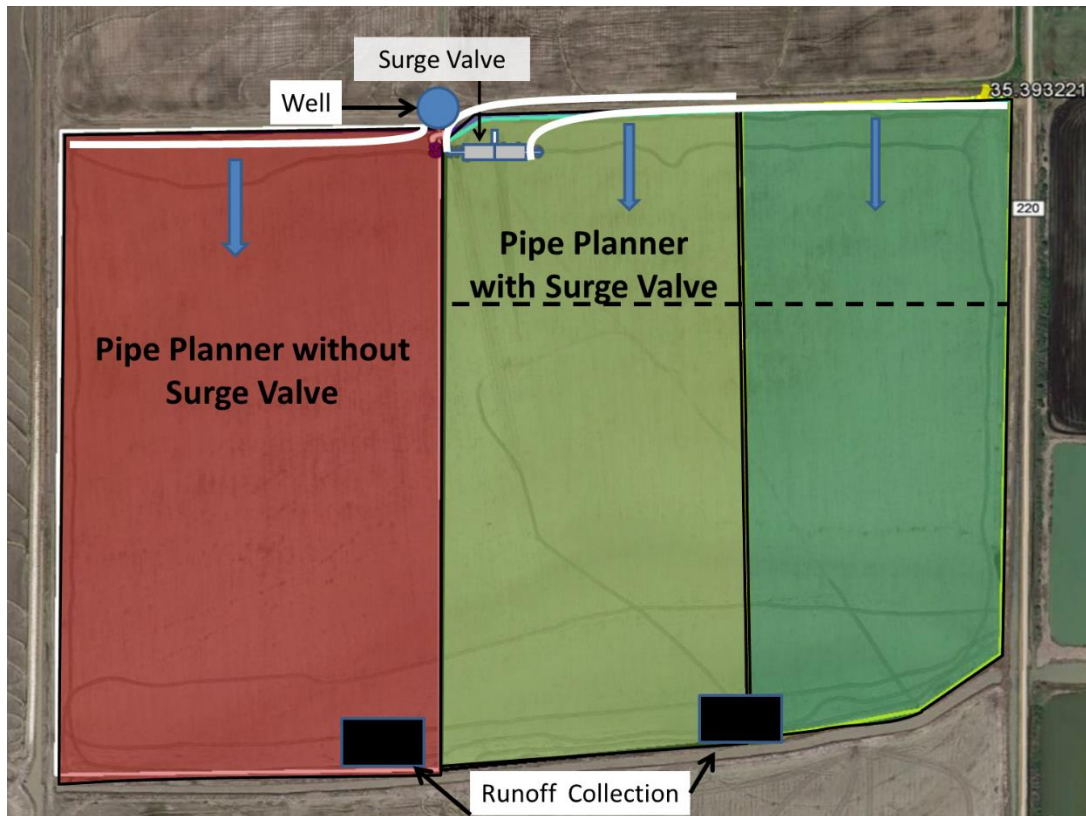 Surge Valve
Well
35.393221
220
Pipe Planner
with Surge Valve
Pipe Planner without
Surge Valve
Runoff Collection